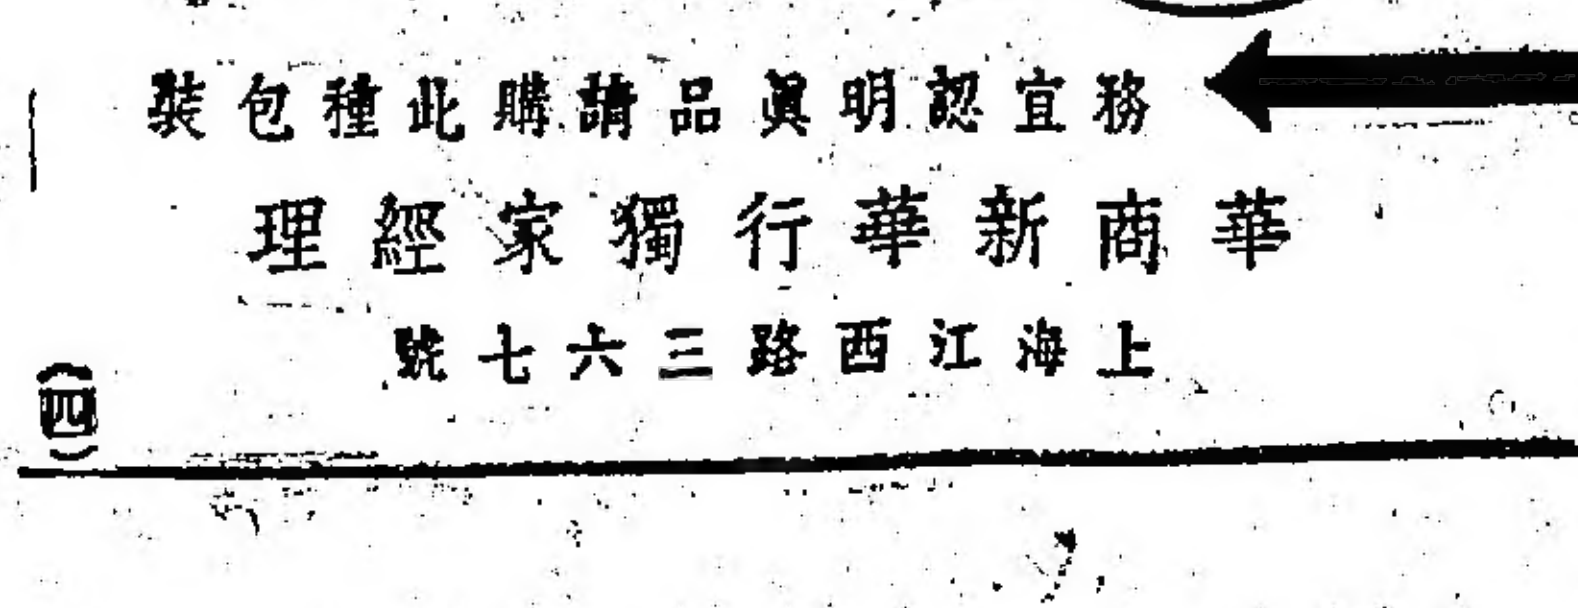 務宜認明眞品請購此種包裝
華商新華行獨家經理
上海江西路三六七號
(四)